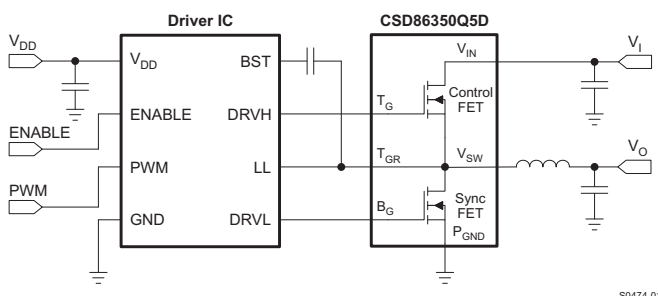 Driver IC
CSD86350Q5D
VDD
VDD
BST
VIN
VI
ENABLE
ENABLE
DRVH
TG
Control
FET
PWM
PWM
LL
TGR
VSW
VO
GND
DRVL
BG
Sync
FET
PGND